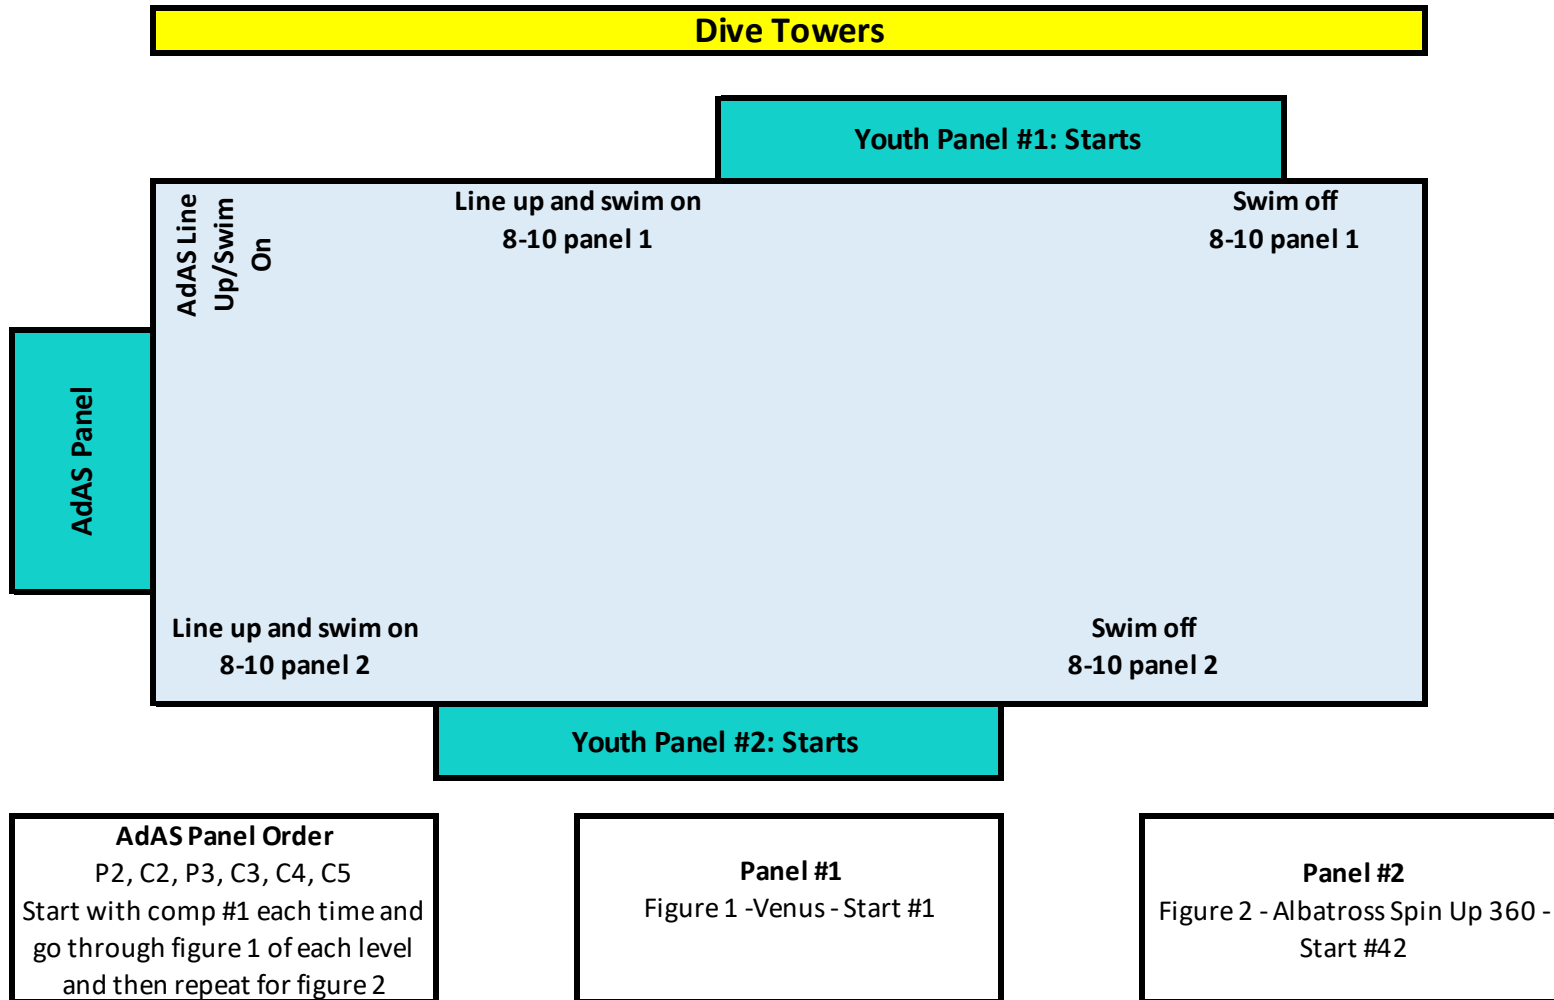 Dive Towers
Youth Panel #1: Starts
AdAS Line
Up/Swim
On
Line up and swim on
8-10 panel 1
Swim off
8-10 panel 1
AdAS Panel
Line up and swim on
8-10 panel 2
Swim off
8-10 panel 2
Youth Panel #2: Starts
AdAS Panel Order
P2, C2, P3, C3, C4, C5
Start with comp #1 each time and
go through figure 1 of each level
and then repeat for figure 2
Panel #1
Figure 1 -Venus - Start #1
Panel #2
Figure 2 - Albatross Spin Up 360 -
Start #42